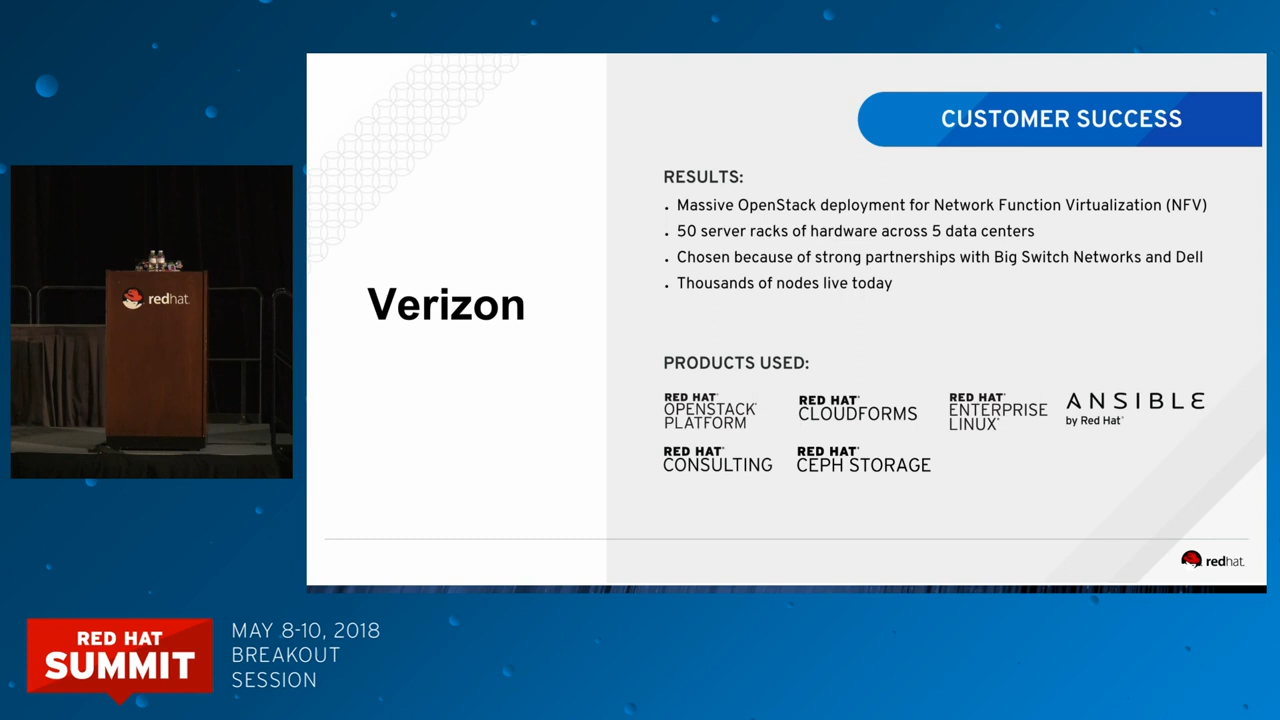 CUSTOMER SUCCESS
RESULTS:
. Massive OpenStack deployment for Network Function Virtualization (NFV)
. 50 server racks of hardware across 5 data centers
. Chosen because of strong partnerships with Big Switch Networks and Dell
. Thousands of nodes live today
Verizon
PRODUCTS USED:
RED HAT®
OPENSTACK®
PLATFORM
RED HAT®
CLOUDFORMS
RED HAT®
ENTERPRISE
LINUX®
ANSIBLE
by Red Hat®
RED HAT®
CONSULTING
RED HAT®
CEPH STORAGE
redhat.
redhat.
RED HAT
SUMMIT
MAY 8-10, 2018
BREAKOUT
SESSION